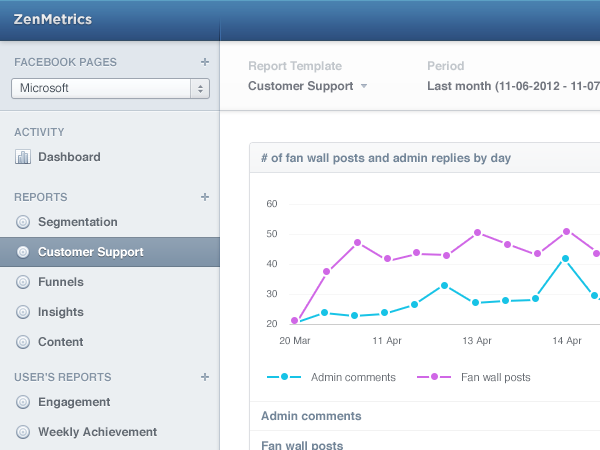 ZenMetrics
FACEBOOK PAGES +
Microsoft
ACTIVITY
Dashboard
REPORTS +
Segmentation
Customer Support
Funnels
Insights
Content
USER'S REPORTS +
Engagement
Weekly Achievement
Report Template
Customer Support
Period
Last month (11-06-2012 - 11-07
# of fan wall posts and admin replies by day
60
50
40
30
20
20 Mar 11 Apr 13 Apr 14 Apr
Admin comments Fan wall posts
Admin comments
Fan wall posts